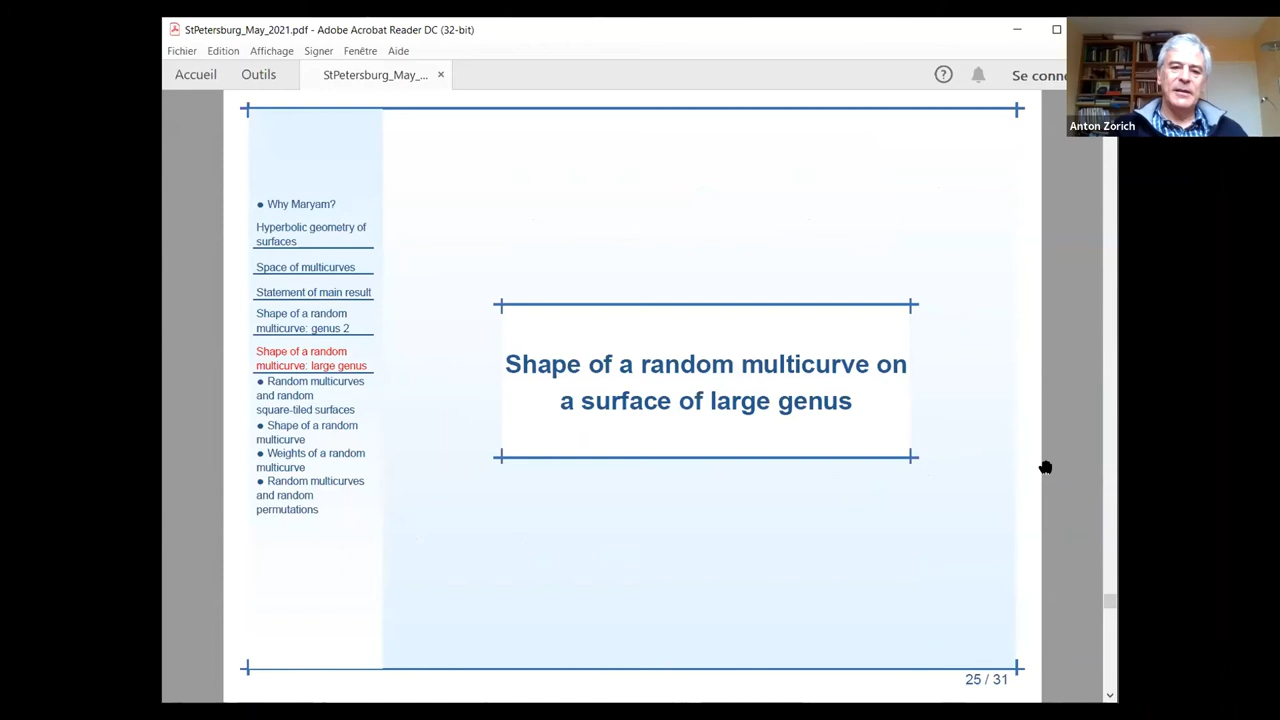 StPetersburg_May_2021.pdf - Adobe Acrobat Reader DC (32-bit)
Fichier Edition Affichage Signer Fenêtre Aide
Accueil Outils StPetersburg_May_... × ? Se conn
Anton Zorich
● Why Maryam?
Hyperbolic geometry of
surfaces
Space of multicurves
Statement of main result
Shape of a random
multicurve: genus 2
Shape of a random
multicurve: large genus
● Random multicurves
and random
square-tiled surfaces
● Shape of a random
multicurve
● Weights of a random
multicurve
● Random multicurves
and random
permutations
Shape of a random multicurve on
a surface of large genus
25 / 31